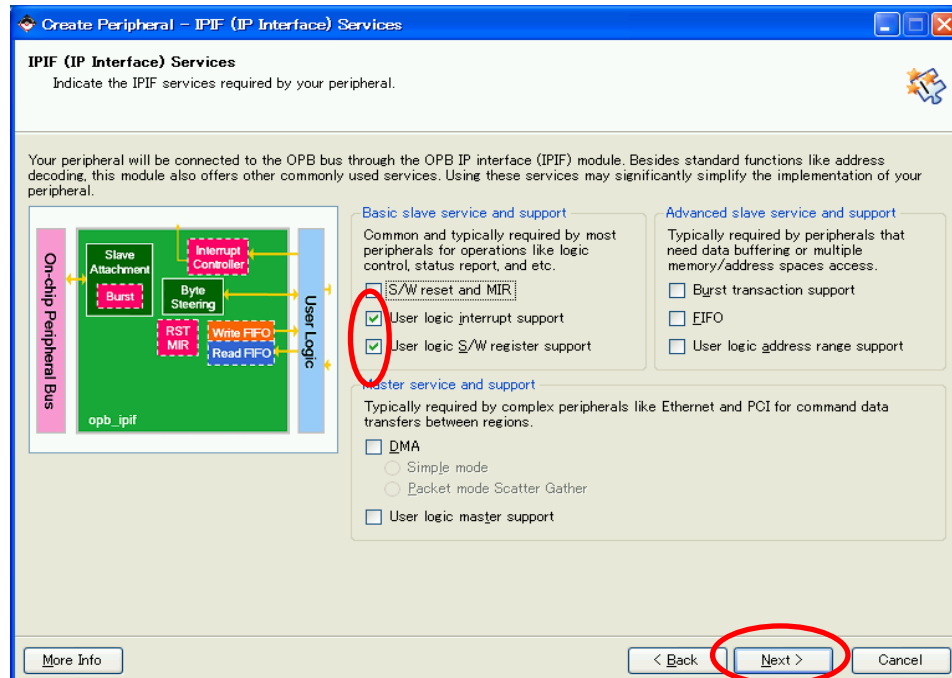 Create Peripheral - IPIF (IP Interface) Services
IPIF (IP Interface) Services
Indicate the IPIF services required by your peripheral.
Your peripheral will be connected to the OPB bus through the OPB IP interface (IPIF) module. Besides standard functions like address
decoding, this module also offers other commonly used services. Using these services may significantly simplify the implementation of your
peripheral.
On-chip Peripheral Bus
Slave
Attachment
Burst
Interrupt
Controller
Byte
Steering
RST
MIR
Write FIFO
Read FIFO
User Logic
opb_ipif
Basic slave service and support
Common and typically required by most
peripherals for operations like logic
control, status report, and etc.
S/W reset and MIR
User logic interrupt support
User logic S/W register support
Advanced slave service and support
Typically required by peripherals that
need data buffering or multiple
memory/address spaces access.
Burst transaction support
FIFO
User logic address range support
Master service and support
Typically required by complex peripherals like Ethernet and PCI for command data
transfers between regions.
DMA
Simple mode
Packet mode Scatter Gather
User logic master support
More Info
< Back
Next >
Cancel